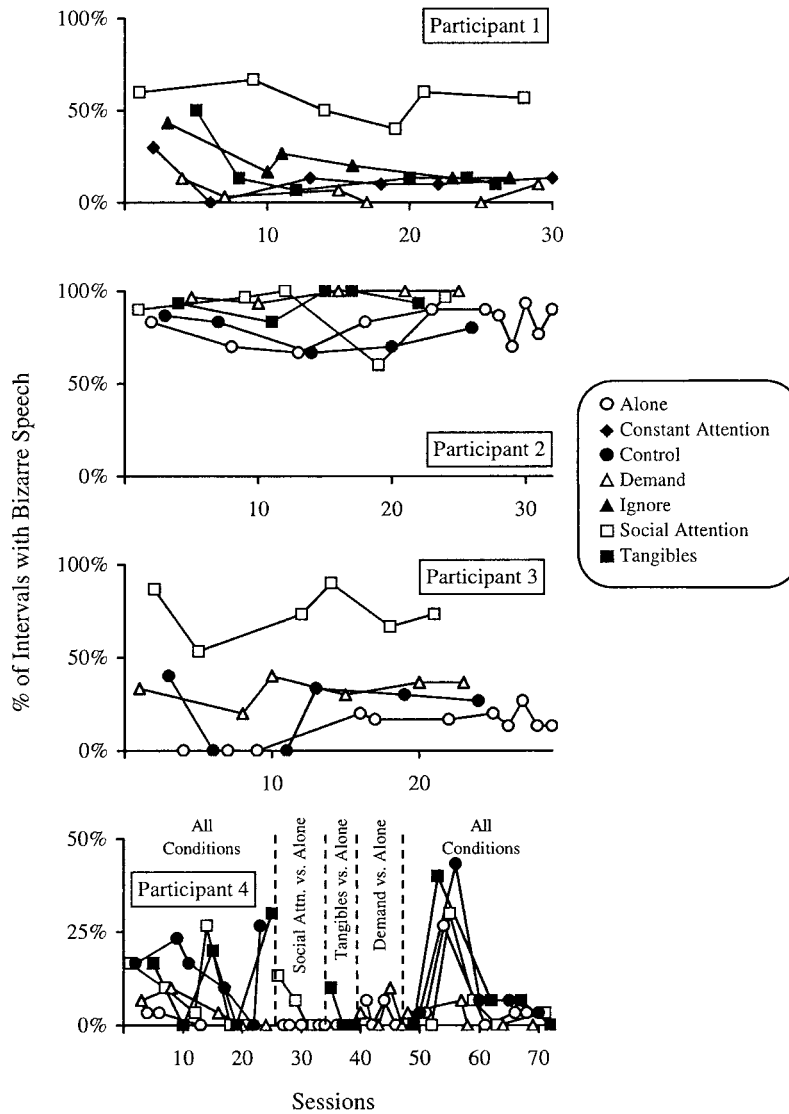 % of Intervals with Bizarre Speech
100%
50%
0%
Participant 1
10
20
30
100%
50%
0%
Participant 2
10
20
30
Alone
Constant Attention
Control
Demand
Ignore
Social Attention
Tangibles
100%
50%
0%
Participant 3
10
20
All
Conditions
Social Attn. vs. Alone
Tangibles vs. Alone
Demand vs. Alone
All
Conditions
50%
25%
0%
Participant 4
10
20
30
40
50
60
70
Sessions